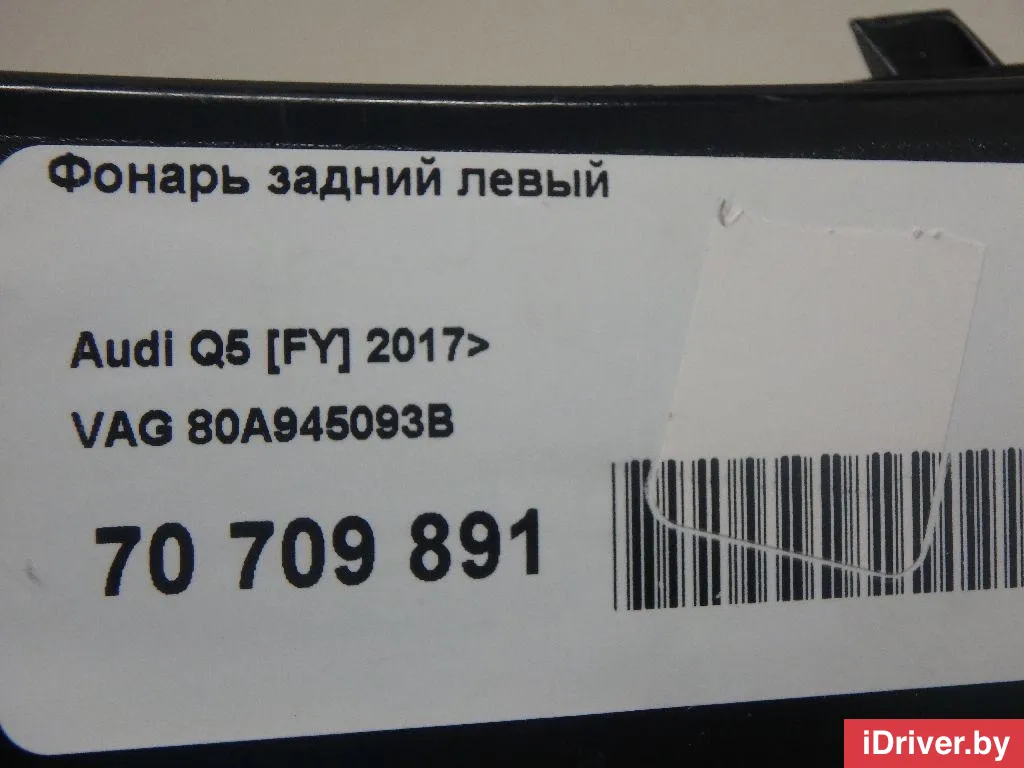 Фонарь задний левый
Audi Q5 [FY] 2017>
VAG 80A945093B
70 709 891
iDriver.by